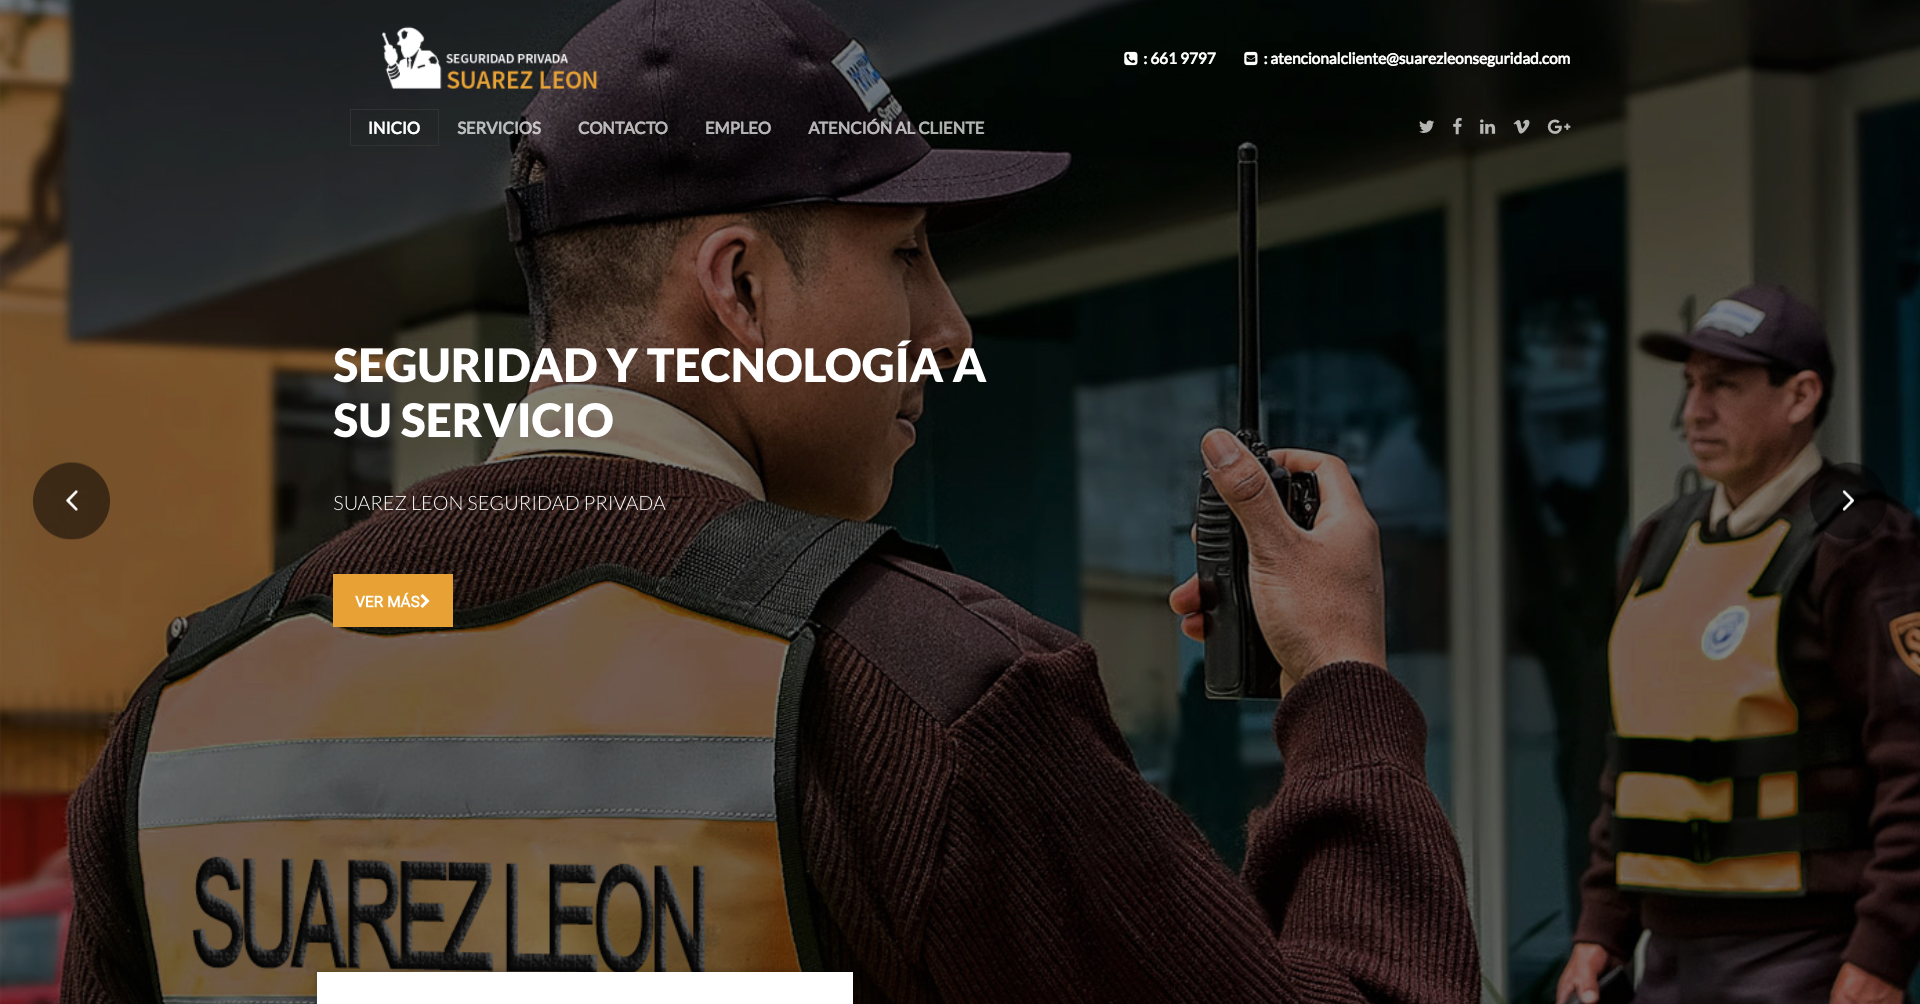 SEGURIDAD PRIVADA
SUAREZ LEON
: 661 9797
: atencionalcliente@suarezleonseguridad.com
INICIO
SERVICIOS
CONTACTO
EMPLEO
ATENCIÓN AL CLIENTE
SEGURIDAD Y TECNOLOGÍA A
SU SERVICIO
SUAREZ LEON SEGURIDAD PRIVADA
VER MÁS
SUAREZ LEON